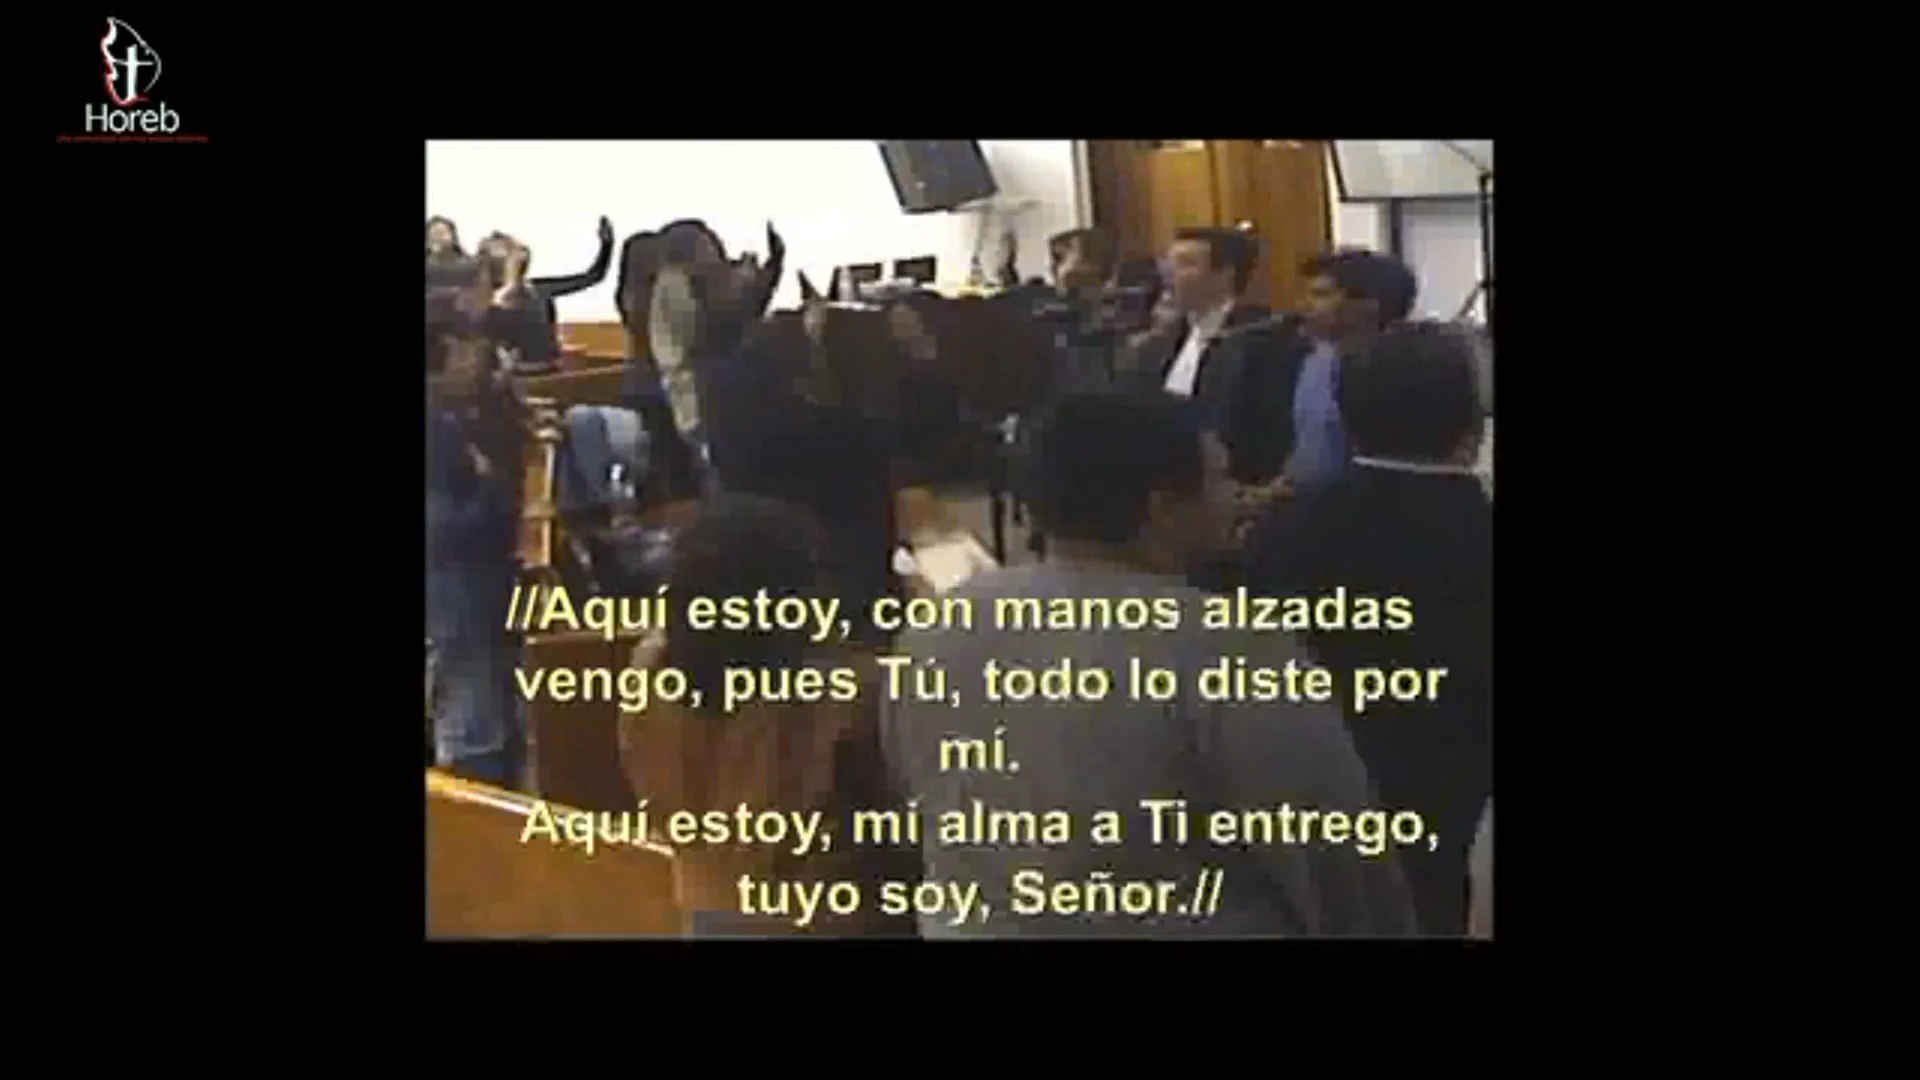 Horeb
//Aquí estoy, con manos alzadas
vengo, pues Tú, todo lo diste por
mí.
Aquí estoy, mi alma a Ti entrego,
tuyo soy, Señor.//